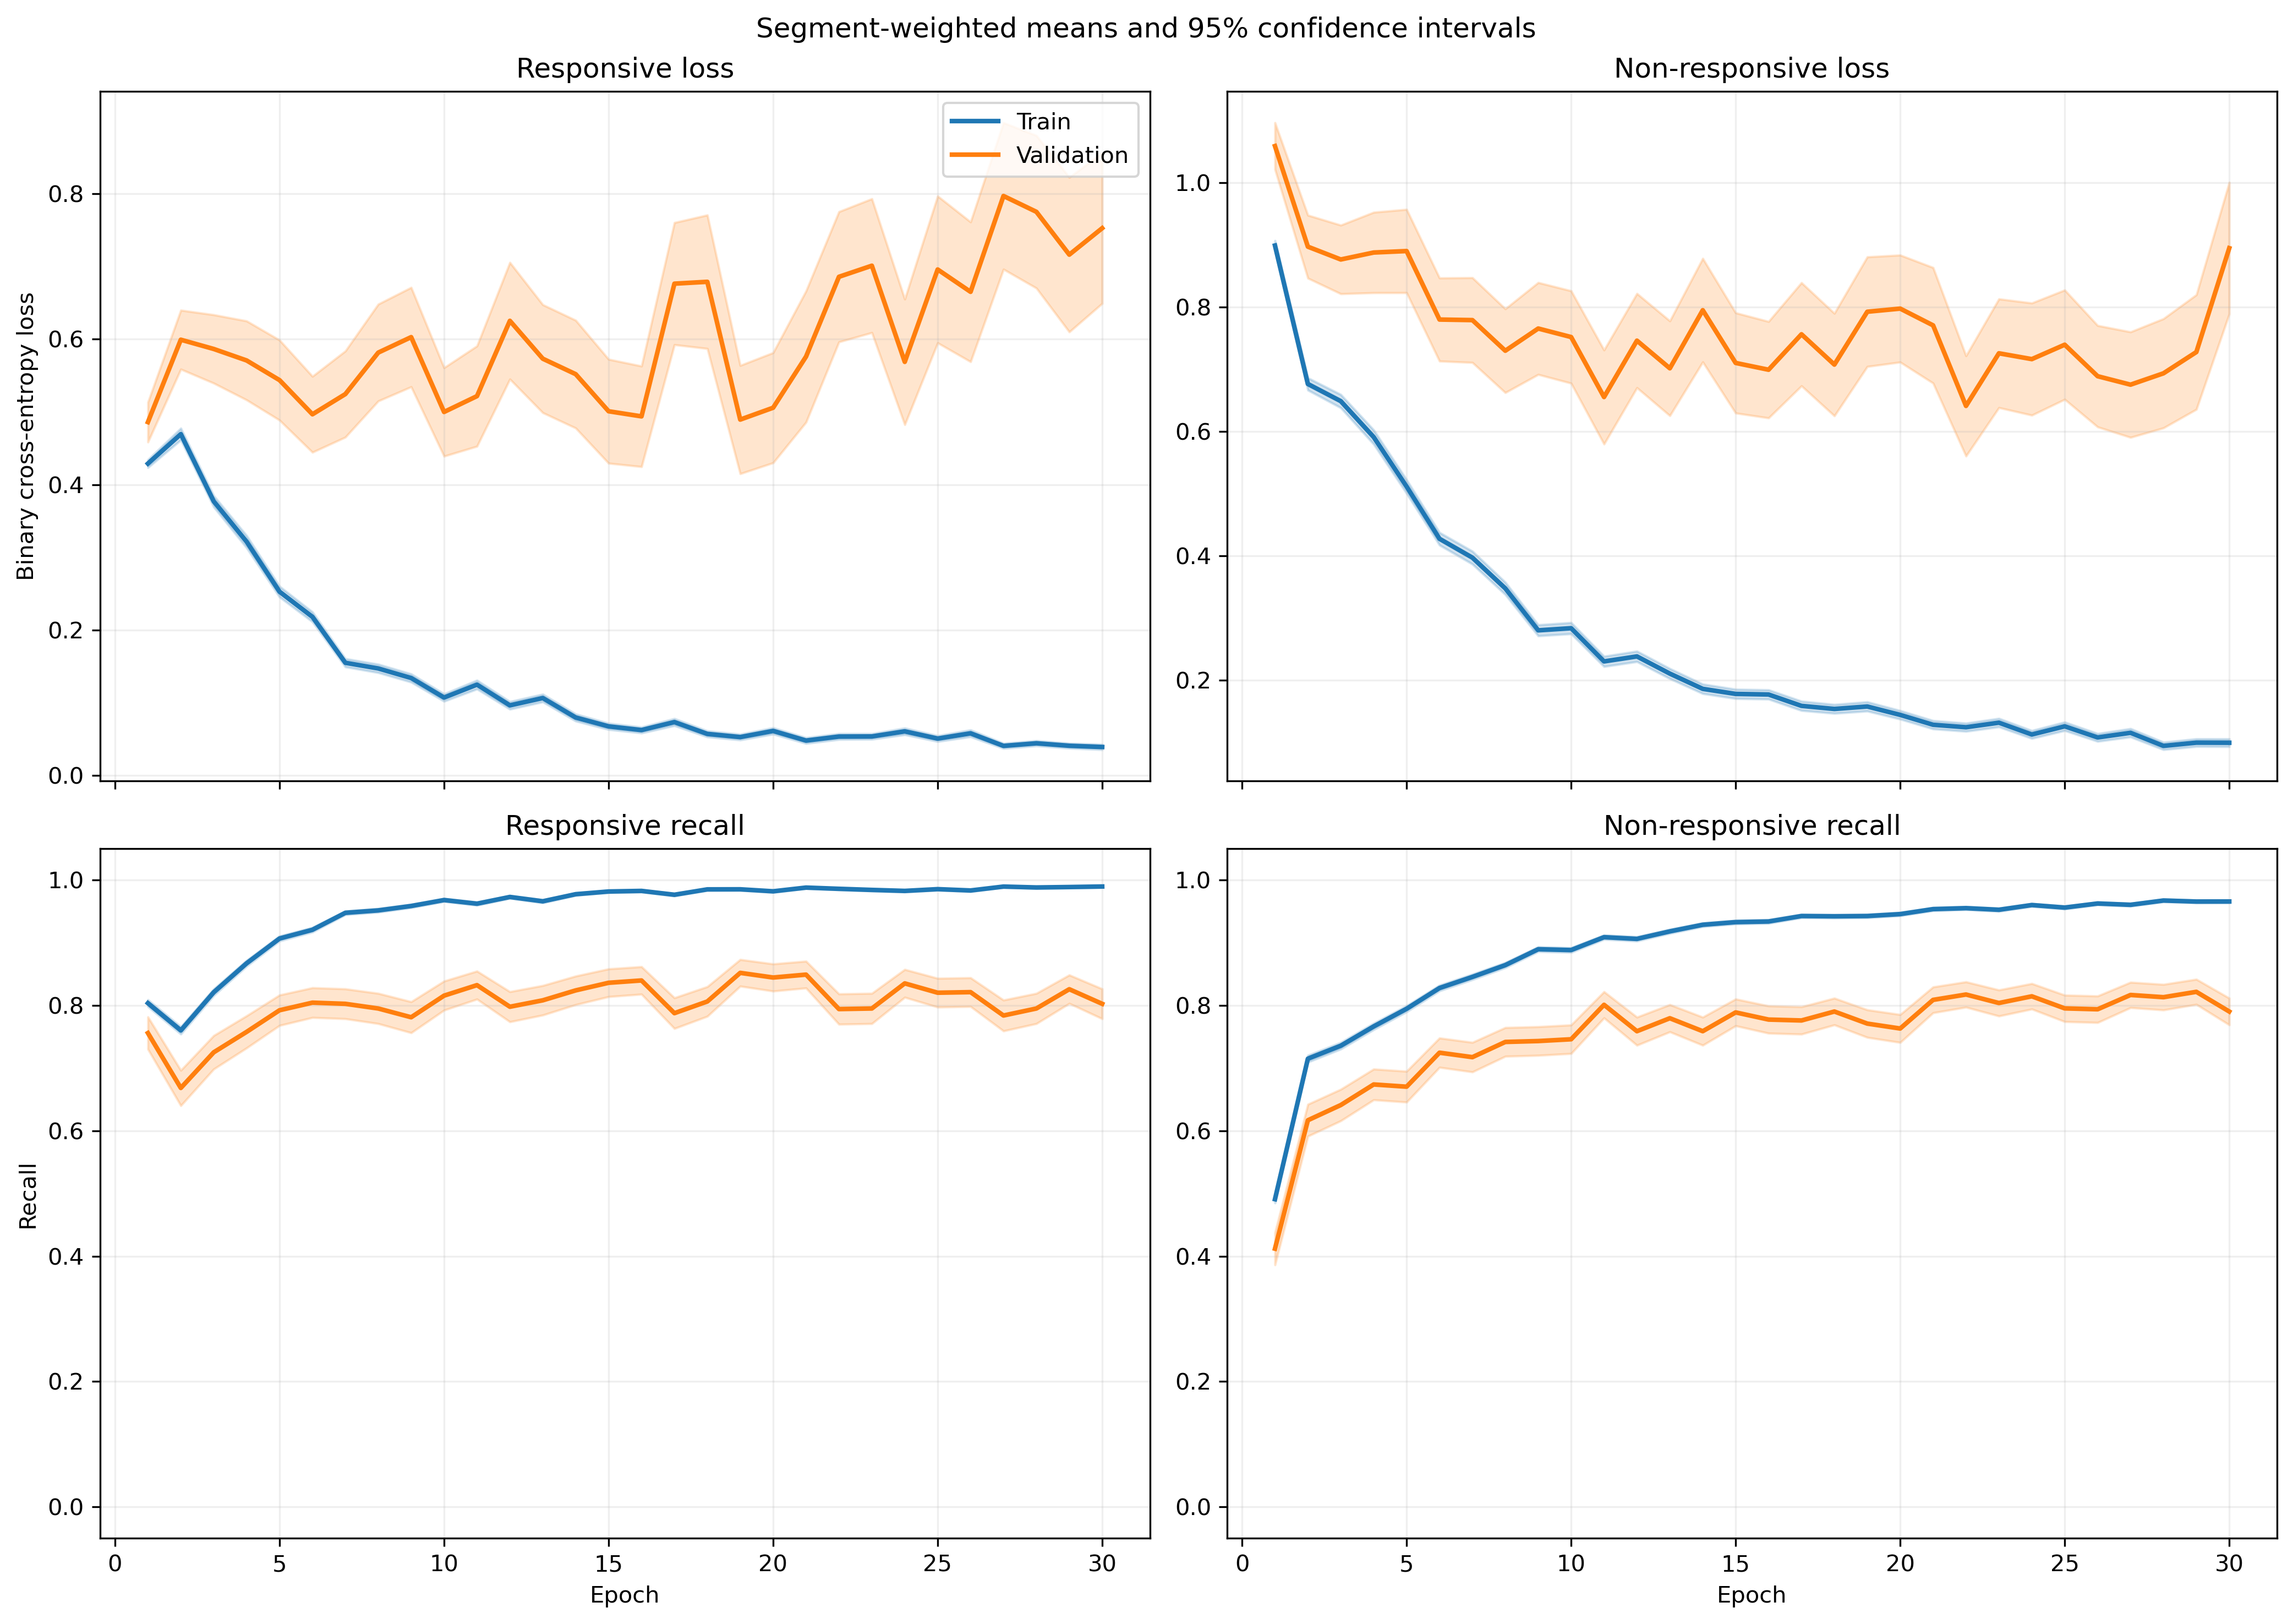 Segment-weighted means and 95% confidence intervals
Responsive loss
Non-responsive loss
Train
Validation
Binary cross-entropy loss
0.8
0.6
0.4
0.2
0.0
1.0
0.8
0.6
0.4
0.2
Responsive recall
Non-responsive recall
Recall
1.0
0.8
0.6
0.4
0.2
0.0
1.0
0.8
0.6
0.4
0.2
0.0
0 5 10 15 20 25 30
0 5 10 15 20 25 30
Epoch
Epoch